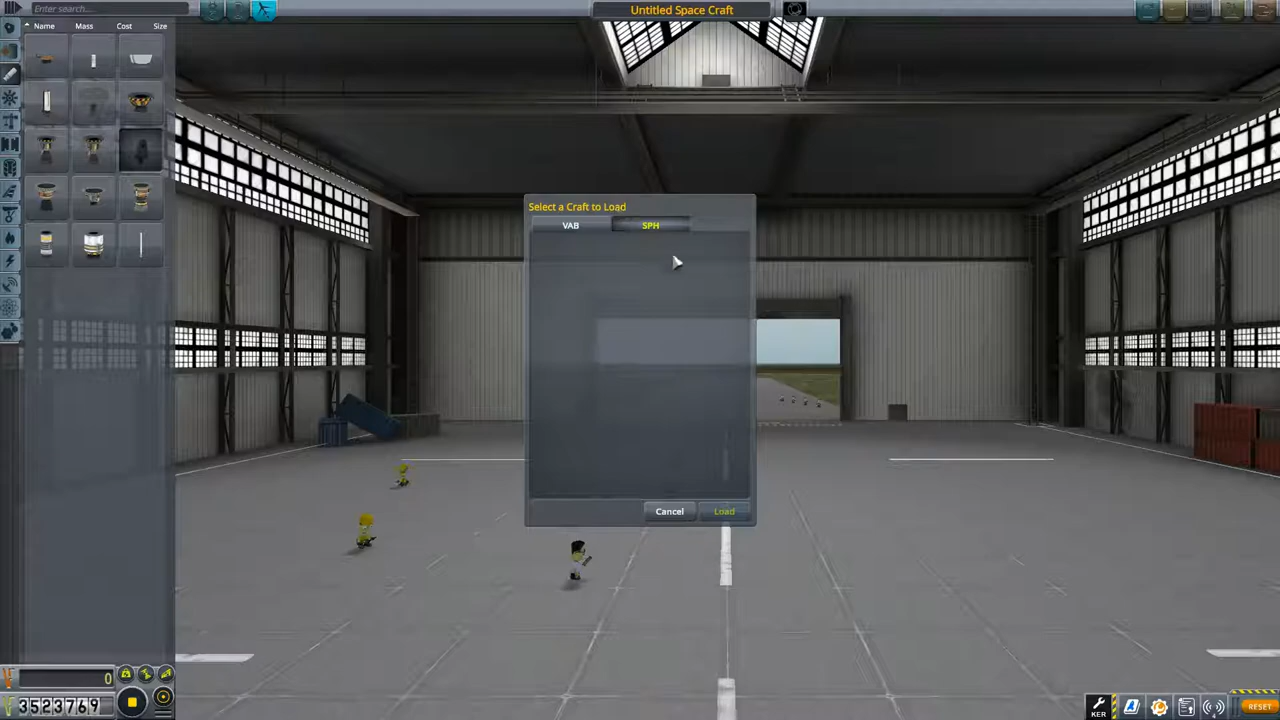 Enter search...
Untitled Space Craft
Name Mass Cost Size
Select a Craft to Load
VAB SPH
Cancel Load
0
3523769
KER
RESET